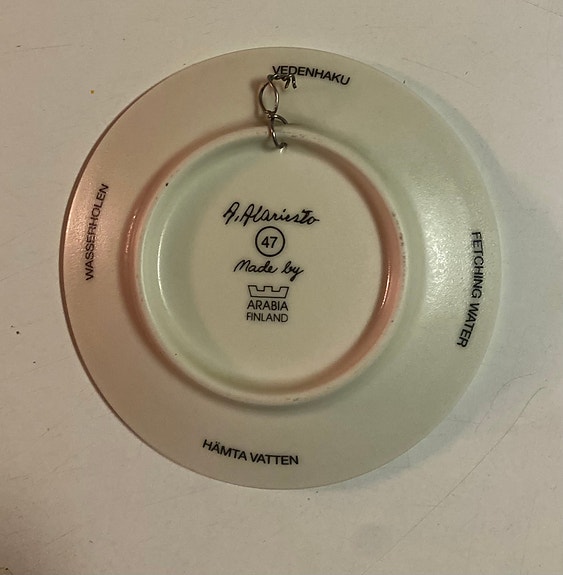 VEDENHAKU
WASSERHOLEN
A. Alariesto
47
Made by
ARABIA
FINLAND
FETCHING WATER
HÄMTA VATTEN